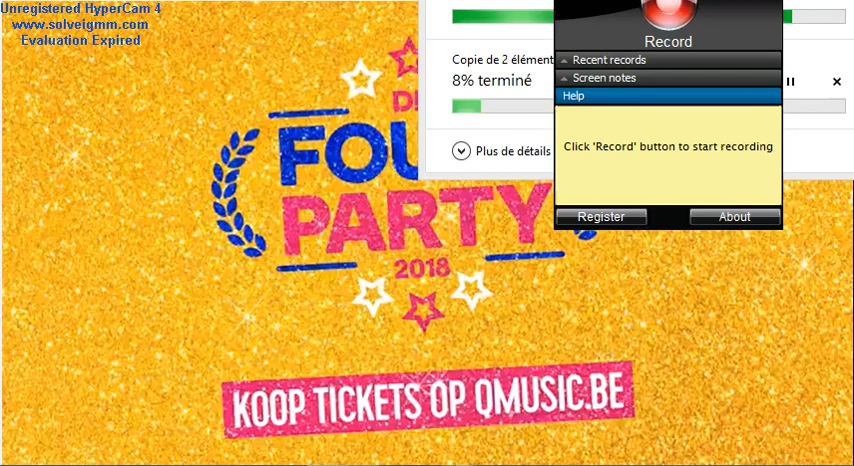 Unregistered HyperCam 4
www.solveigmm.com
Evaluation Expired
Record
Recent records
Screen notes
Help
Click 'Record' button to start recording
Register
About
Copie de 2 élément
8% terminé
Plus de détails
PARTY
2018
KOOP TICKETS OP QMUSIC.BE